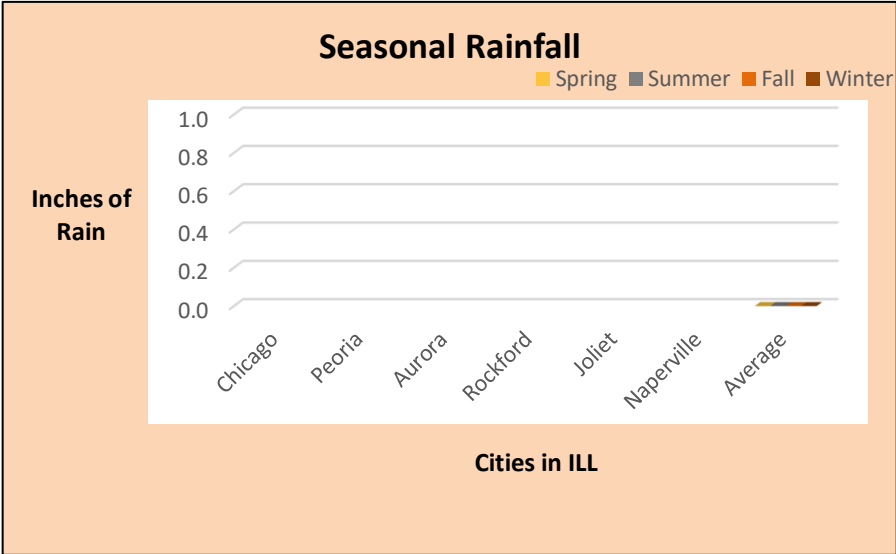 Seasonal Rainfall
Spring Summer Fall Winter
Inches of
Rain
1.0
0.8
0.6
0.4
0.2
0.0
Chicago
Peoria
Aurora
Rockford
Joliet
Naperville
Average
Cities in ILL